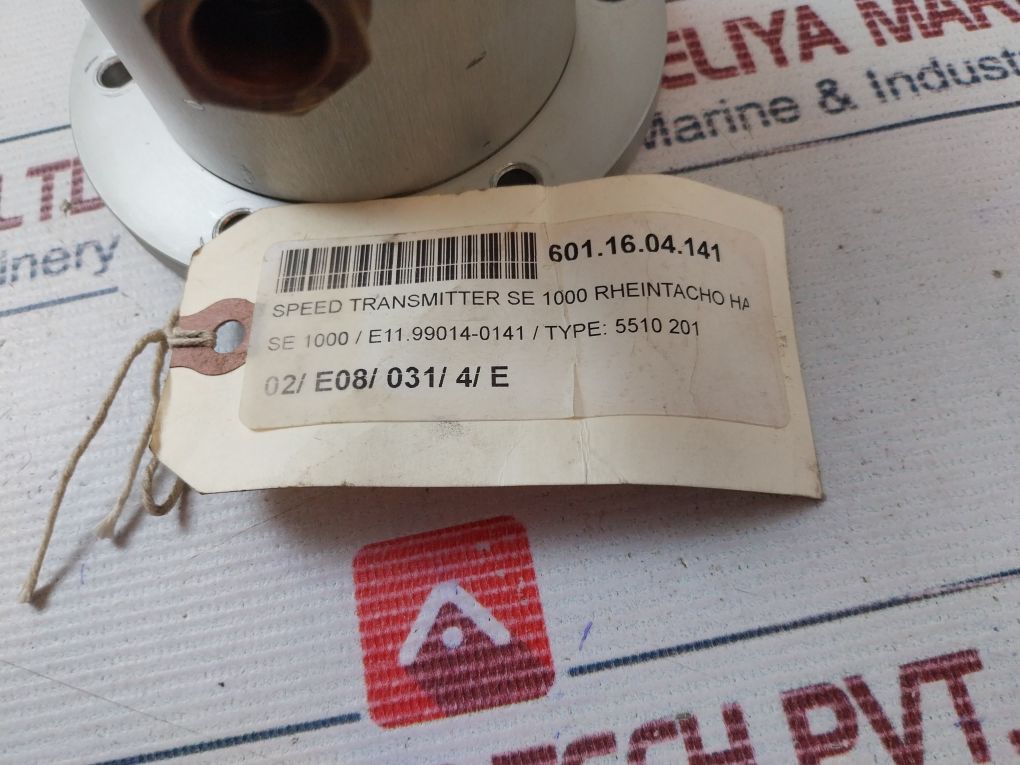 ELIYA MAR
Marine & Industr
LTD
inery
601.16.04.141
SPEED TRANSMITTER SE 1000 RHEINTACHO HA
SE 1000 / E11.99014-0141 / TYPE: 5510 201
02/ E08/ 031/ 4/ E
TECH PVT.